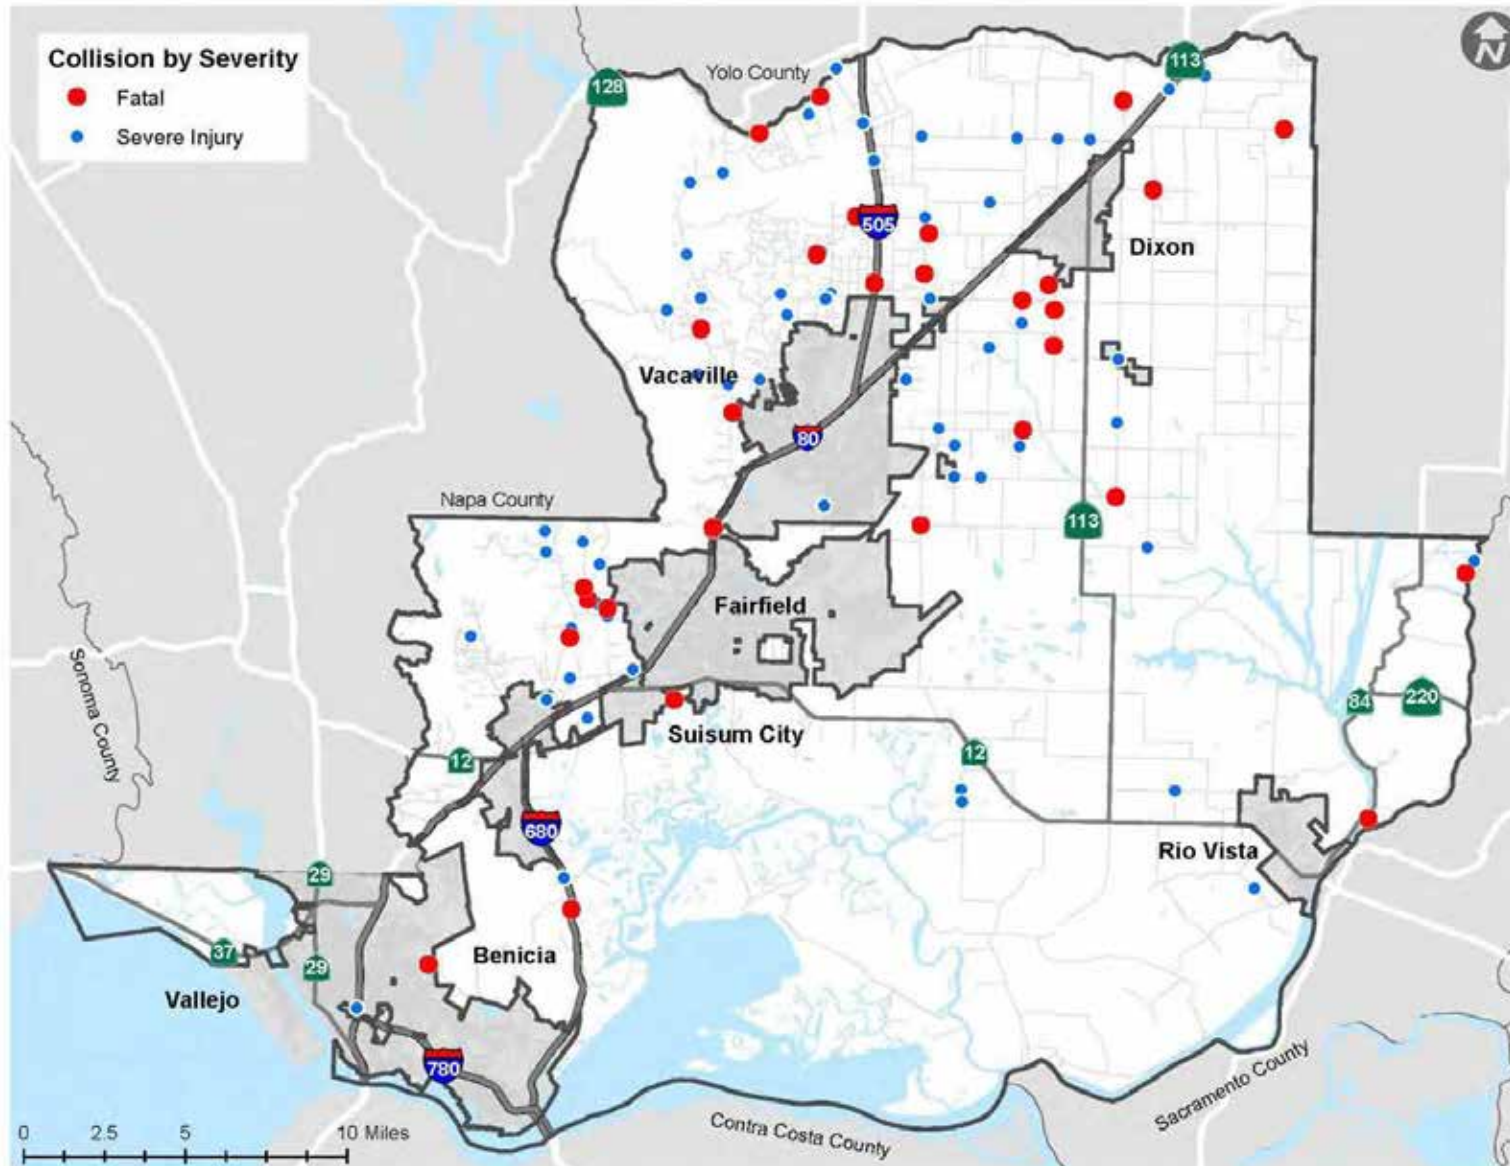 Collision by Severity
Fatal
Severe Injury
N
Yolo County
128
113
505
Dixon
Vacaville
80
Napa County
113
Fairfield
Sonoma County
84
220
Suisum City
12
12
680
Rio Vista
29
Benicia
37
29
Vallejo
780
Sacramento County
Contra Costa County
0 2.5 5 10 Miles